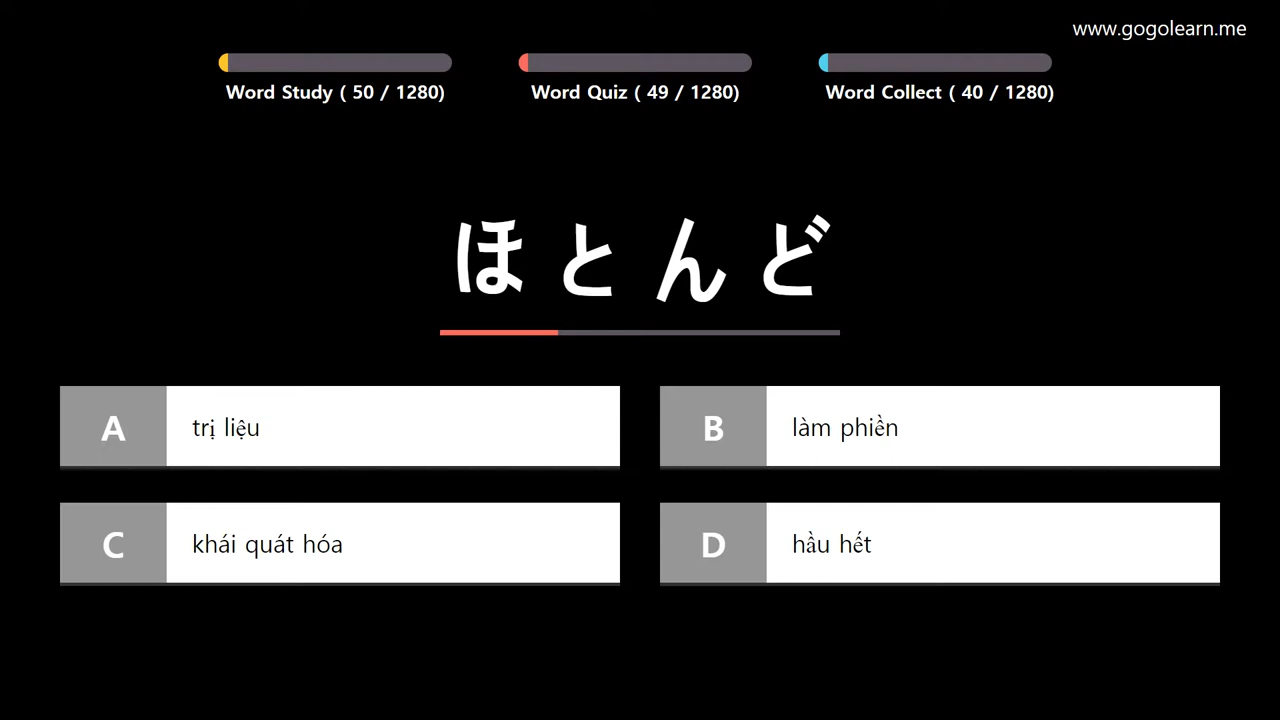 www.gogolearn.me
Word Study ( 50 / 1280)
Word Quiz ( 49 / 1280)
Word Collect ( 40 / 1280)
ほとんど
A trị liệu
B làm phiền
C khái quát hóa
D hầu hết